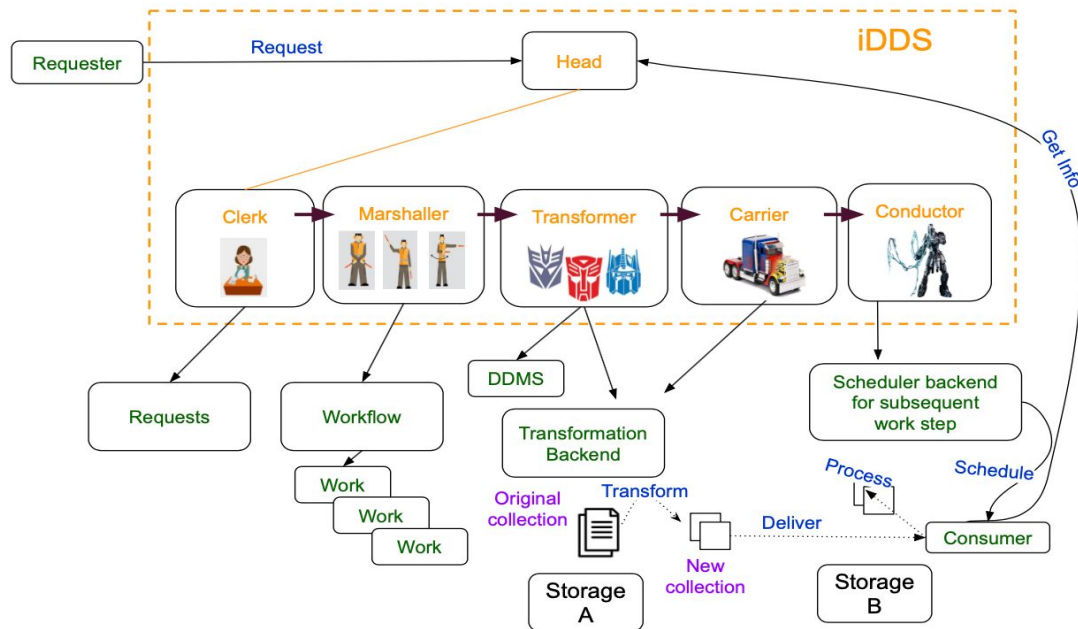 iDDS
Requester
Request
Head
Get Info
Clerk
Marshaller
Transformer
Carrier
Conductor
Requests
Workflow
Work
Work
Work
DDMS
Transformation
Backend
Scheduler backend
for subsequent
work step
Schedule
Process
Consumer
Original
collection
Transform
Deliver
New
collection
Storage
A
Storage
B